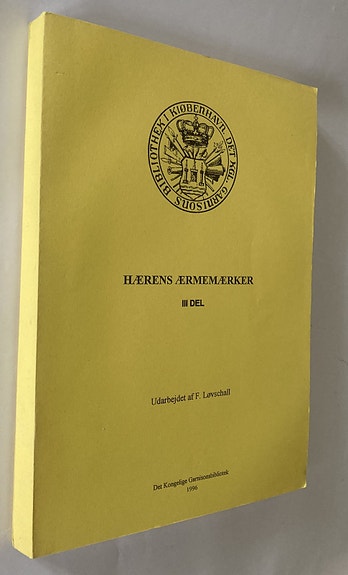 BIBLIOTHEK I KIØBENHAVN. DET KGL. GARNISONS
HÆRENS ÆRMEMÆRKER
III DEL
Udarbejdet af F. Løvschall
Det Kongelige Garnisonsbibliotek
1996